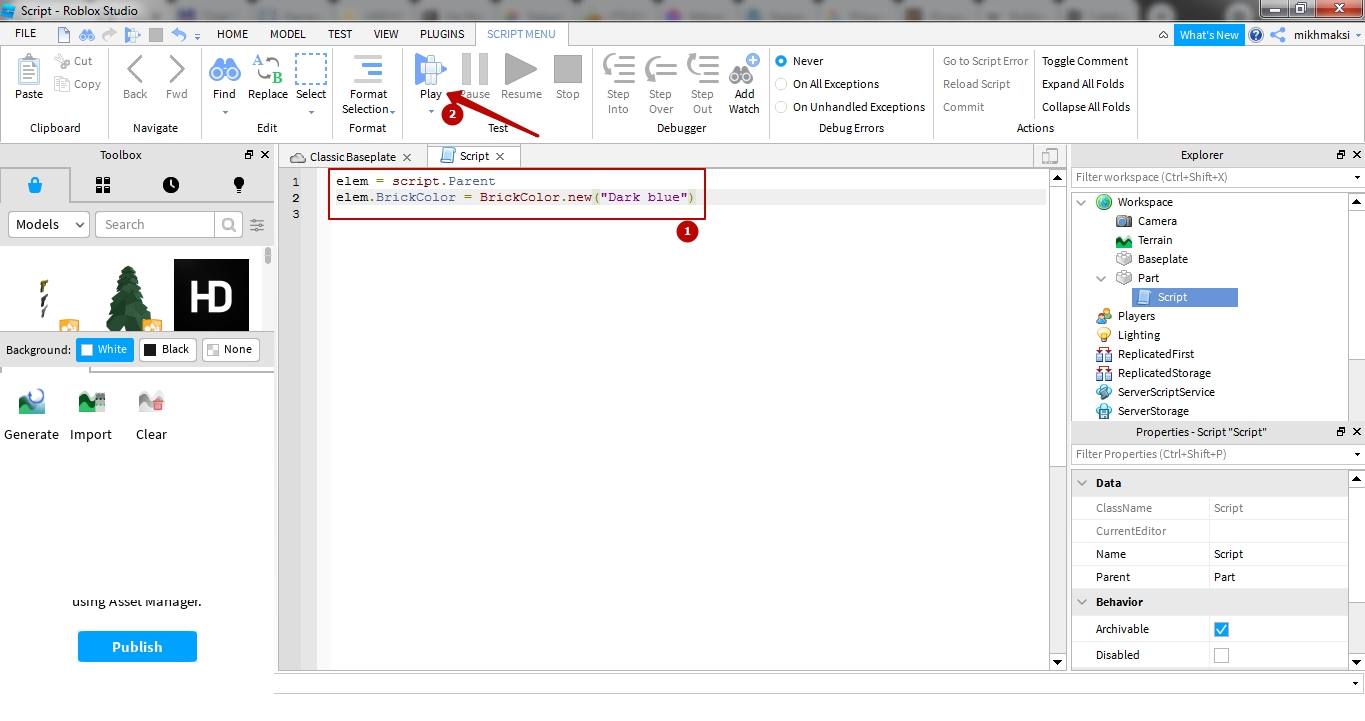 Script - Roblox Studio
FILE HOME MODEL TEST VIEW PLUGINS SCRIPT MENU What's New mikhmaksi
Paste Cut Copy
Clipboard
Back Fwd
Navigate
Find Replace Select
Edit
Format Selection
Format
Play Pause Resume Stop
2
Test
Step Into Step Over Step Out Add Watch
Debugger
Never
On All Exceptions
On Unhandled Exceptions
Debug Errors
Go to Script Error
Reload Script
Commit
Toggle Comment
Expand All Folds
Collapse All Folds
Actions
Toolbox
Models Search
HD
Background: White Black None
Generate Import Clear
using Asset Manager.
Publish
Classic Baseplate Script
1 elem = script.Parent
2 elem.BrickColor = BrickColor.new("Dark blue")
3
1
Explorer
Filter workspace (Ctrl+Shift+X)
Workspace
Camera
Terrain
Baseplate
Part
Script
Players
Lighting
ReplicatedFirst
ReplicatedStorage
ServerScriptService
ServerStorage
Properties - Script "Script"
Filter Properties (Ctrl+Shift+P)
Data
ClassName Script
CurrentEditor
Name Script
Parent Part
Behavior
Archivable
Disabled